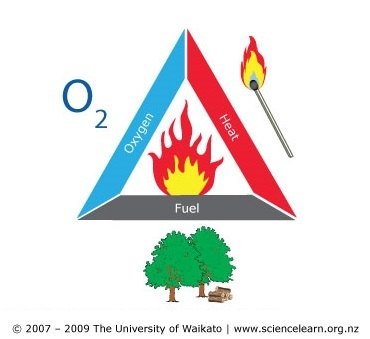 O2
Oxygen
Heat
Fuel
© 2007 – 2009 The University of Waikato | www.sciencelearn.org.nz